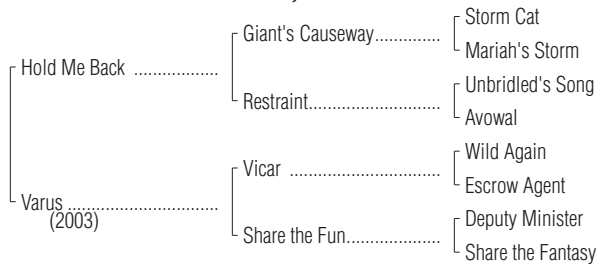 Storm Cat
Giant's Causeway...............
Mariah's Storm
Hold Me Back ..................
Unbridled's Song
Restraint............................
Avowal
Wild Again
Vicar ................................
Escrow Agent
Varus ................................
(2003)
Deputy Minister
Share the Fun....................
Share the Fantasy